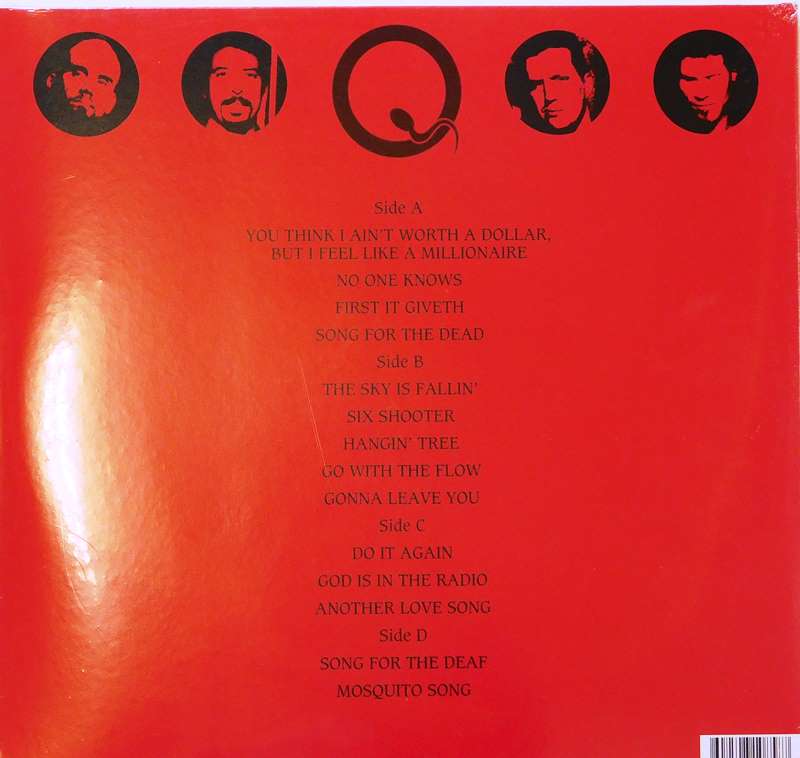 Q
Side A
YOU THINK I AIN'T WORTH A DOLLAR,
BUT I FEEL LIKE A MILLIONAIRE
NO ONE KNOWS
FIRST IT GIVETH
SONG FOR THE DEAD
Side B
THE SKY IS FALLIN'
SIX SHOOTER
HANGIN' TREE
GO WITH THE FLOW
GONNA LEAVE YOU
Side C
DO IT AGAIN
GOD IS IN THE RADIO
ANOTHER LOVE SONG
Side D
SONG FOR THE DEAF
MOSQUITO SONG